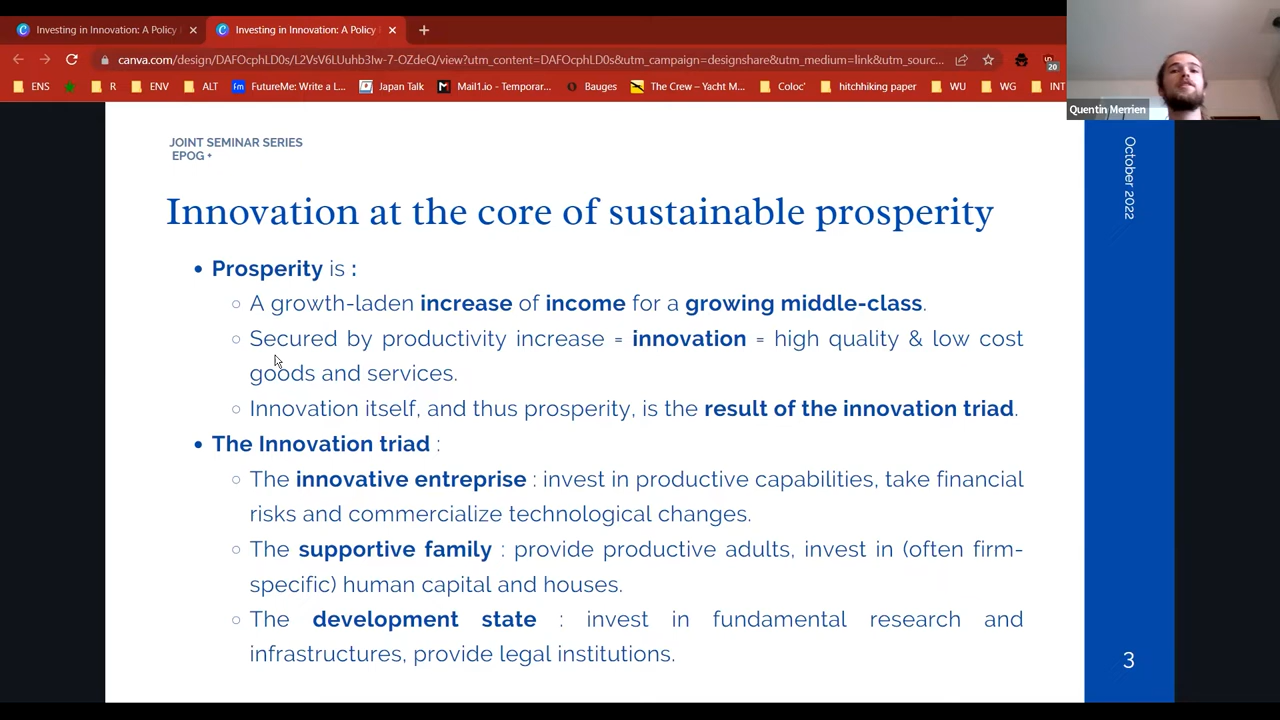 Investing in Innovation: A Policy
Investing in Innovation: A Policy
canva.com/design/DAFOcphLD0s/L2VsV6LUuhb3Iw-7-OZdeQ/view?utm_content=DAFOcphLD0s&utm_campaign=designshare&utm_medium=link&utm_sourc...
20
ENS
R
ENV
ALT
FutureMe: Write a L...
Japan Talk
Mail1.io - Temporar...
Bauges
The Crew – Yacht M...
Coloc'
hitchhiking paper
WU
WG
INT
Quentin Merrien
JOINT SEMINAR SERIES
EPOG +
October 2022
Innovation at the core of sustainable prosperity
• Prosperity is :
○ A growth-laden increase of income for a growing middle-class.
○ Secured by productivity increase = innovation = high quality & low cost
goods and services.
○ Innovation itself, and thus prosperity, is the result of the innovation triad.
• The Innovation triad :
○ The innovative entreprise : invest in productive capabilities, take financial
risks and commercialize technological changes.
○ The supportive family : provide productive adults, invest in (often firm-
specific) human capital and houses.
○ The development state : invest in fundamental research and
infrastructures, provide legal institutions.
3